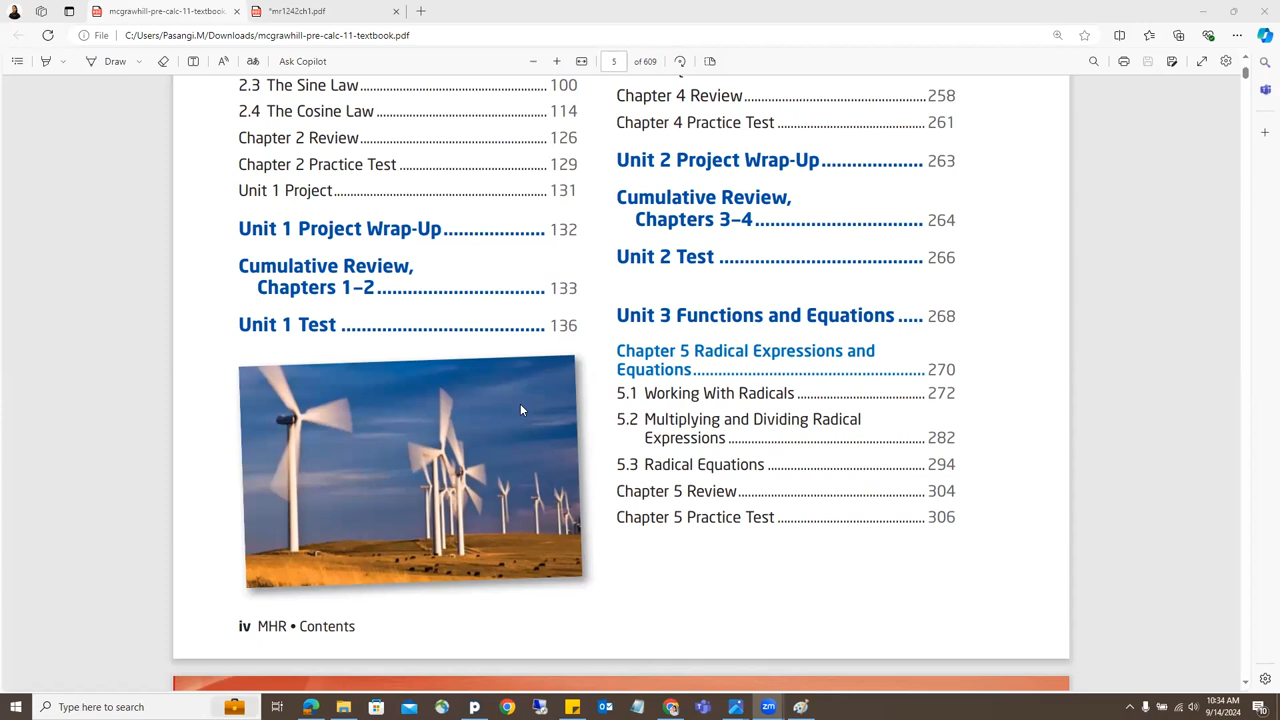 mcgrawhill-pre-calc-11-textbook.
*mr1242ch1.pdf
File
C:/Users/Pasangi.M/Downloads/mcgrawhill-pre-calc-11-textbook.pdf
Draw
Ask Copilot
5
of 609
2.3 The Sine Law 100
2.4 The Cosine Law 114
Chapter 2 Review 126
Chapter 2 Practice Test 129
Unit 1 Project 131
Unit 1 Project Wrap-Up 132
Cumulative Review,
Chapters 1–2 133
Unit 1 Test 136
iv MHR • Contents
Chapter 4 Review 258
Chapter 4 Practice Test 261
Unit 2 Project Wrap-Up 263
Cumulative Review,
Chapters 3–4 264
Unit 2 Test 266
Unit 3 Functions and Equations 268
Chapter 5 Radical Expressions and
Equations 270
5.1 Working With Radicals 272
5.2 Multiplying and Dividing Radical
Expressions 282
5.3 Radical Equations 294
Chapter 5 Review 304
Chapter 5 Practice Test 306
Type here to search
10:34 AM
9/14/2024